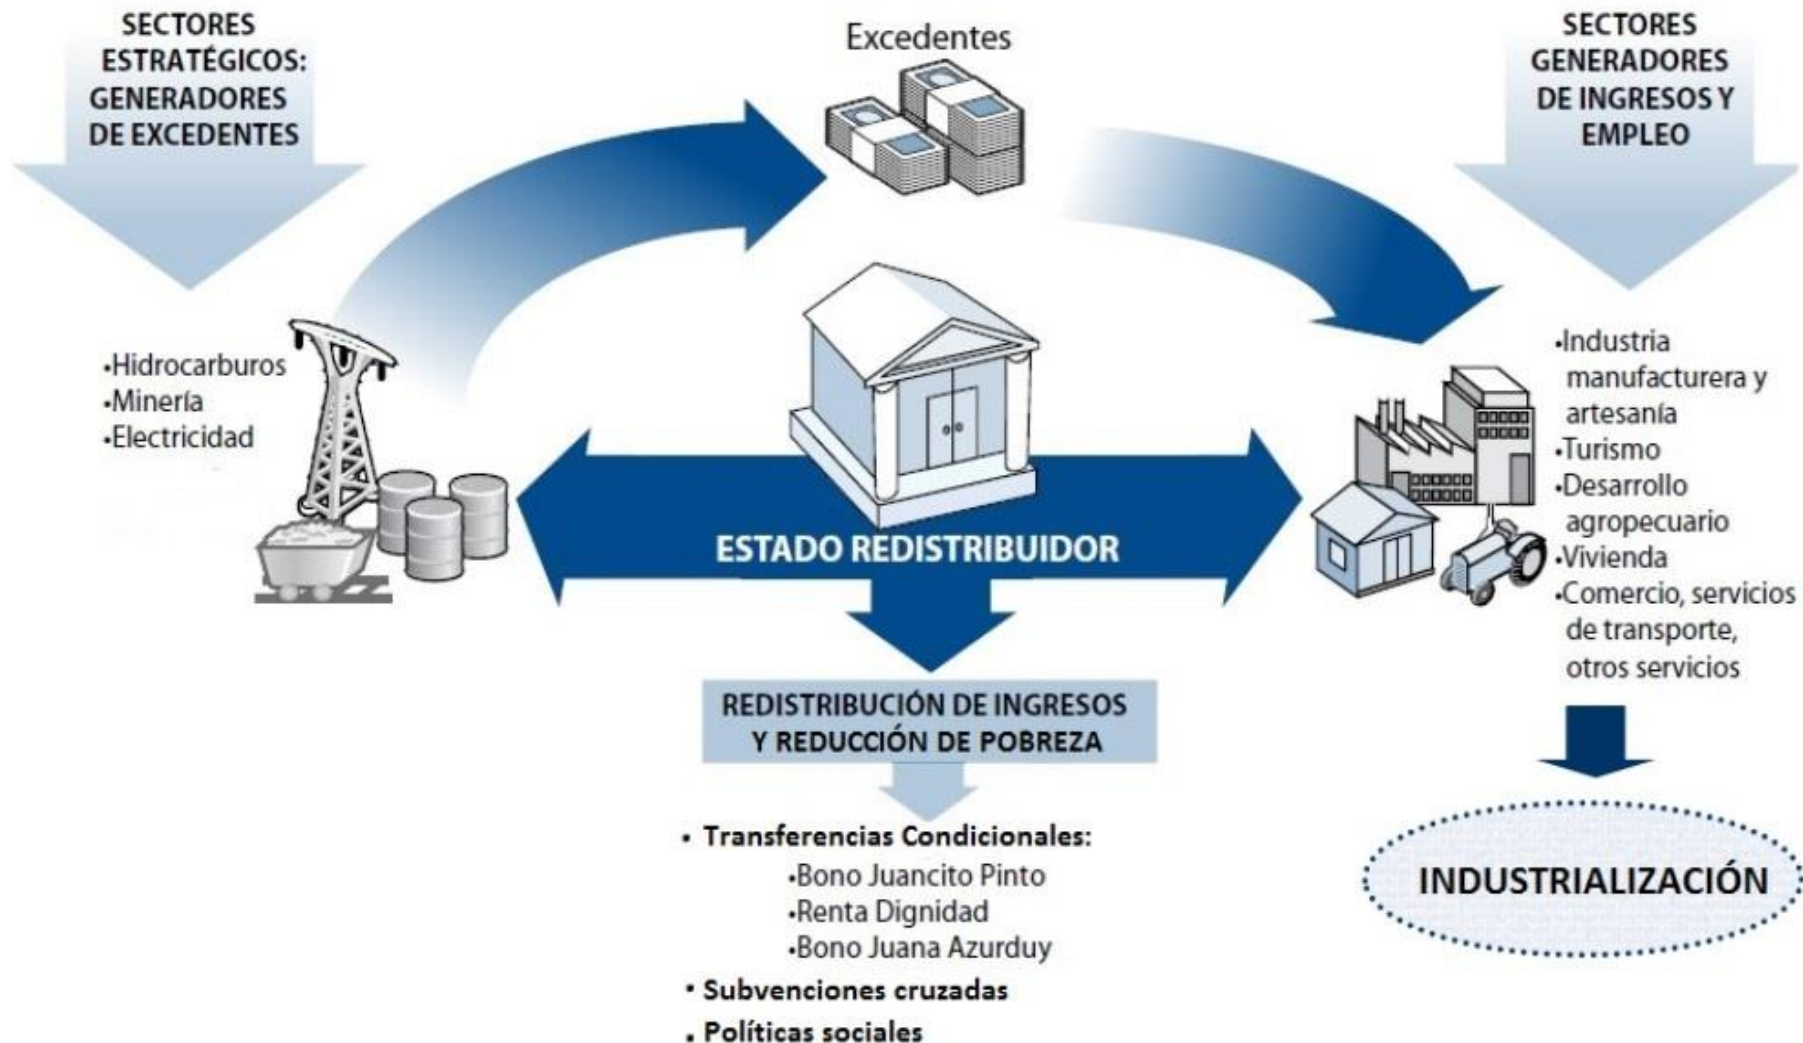 SECTORES
ESTRATÉGICOS:
GENERADORES
DE EXCEDENTES
Excedentes
SECTORES
GENERADORES
DE INGRESOS Y
EMPLEO
•Hidrocarburos
•Minería
•Electricidad
•Industria
manufacturera y
artesanía
•Turismo
•Desarrollo
agropecuario
•Vivienda
•Comercio, servicios
de transporte,
otros servicios
ESTADO REDISTRIBUIDOR
REDISTRIBUCIÓN DE INGRESOS
Y REDUCCIÓN DE POBREZA
• Transferencias Condicionales:
•Bono Juancito Pinto
•Renta Dignidad
•Bono Juana Azurduy
• Subvenciones cruzadas
• Políticas sociales
INDUSTRIALIZACIÓN